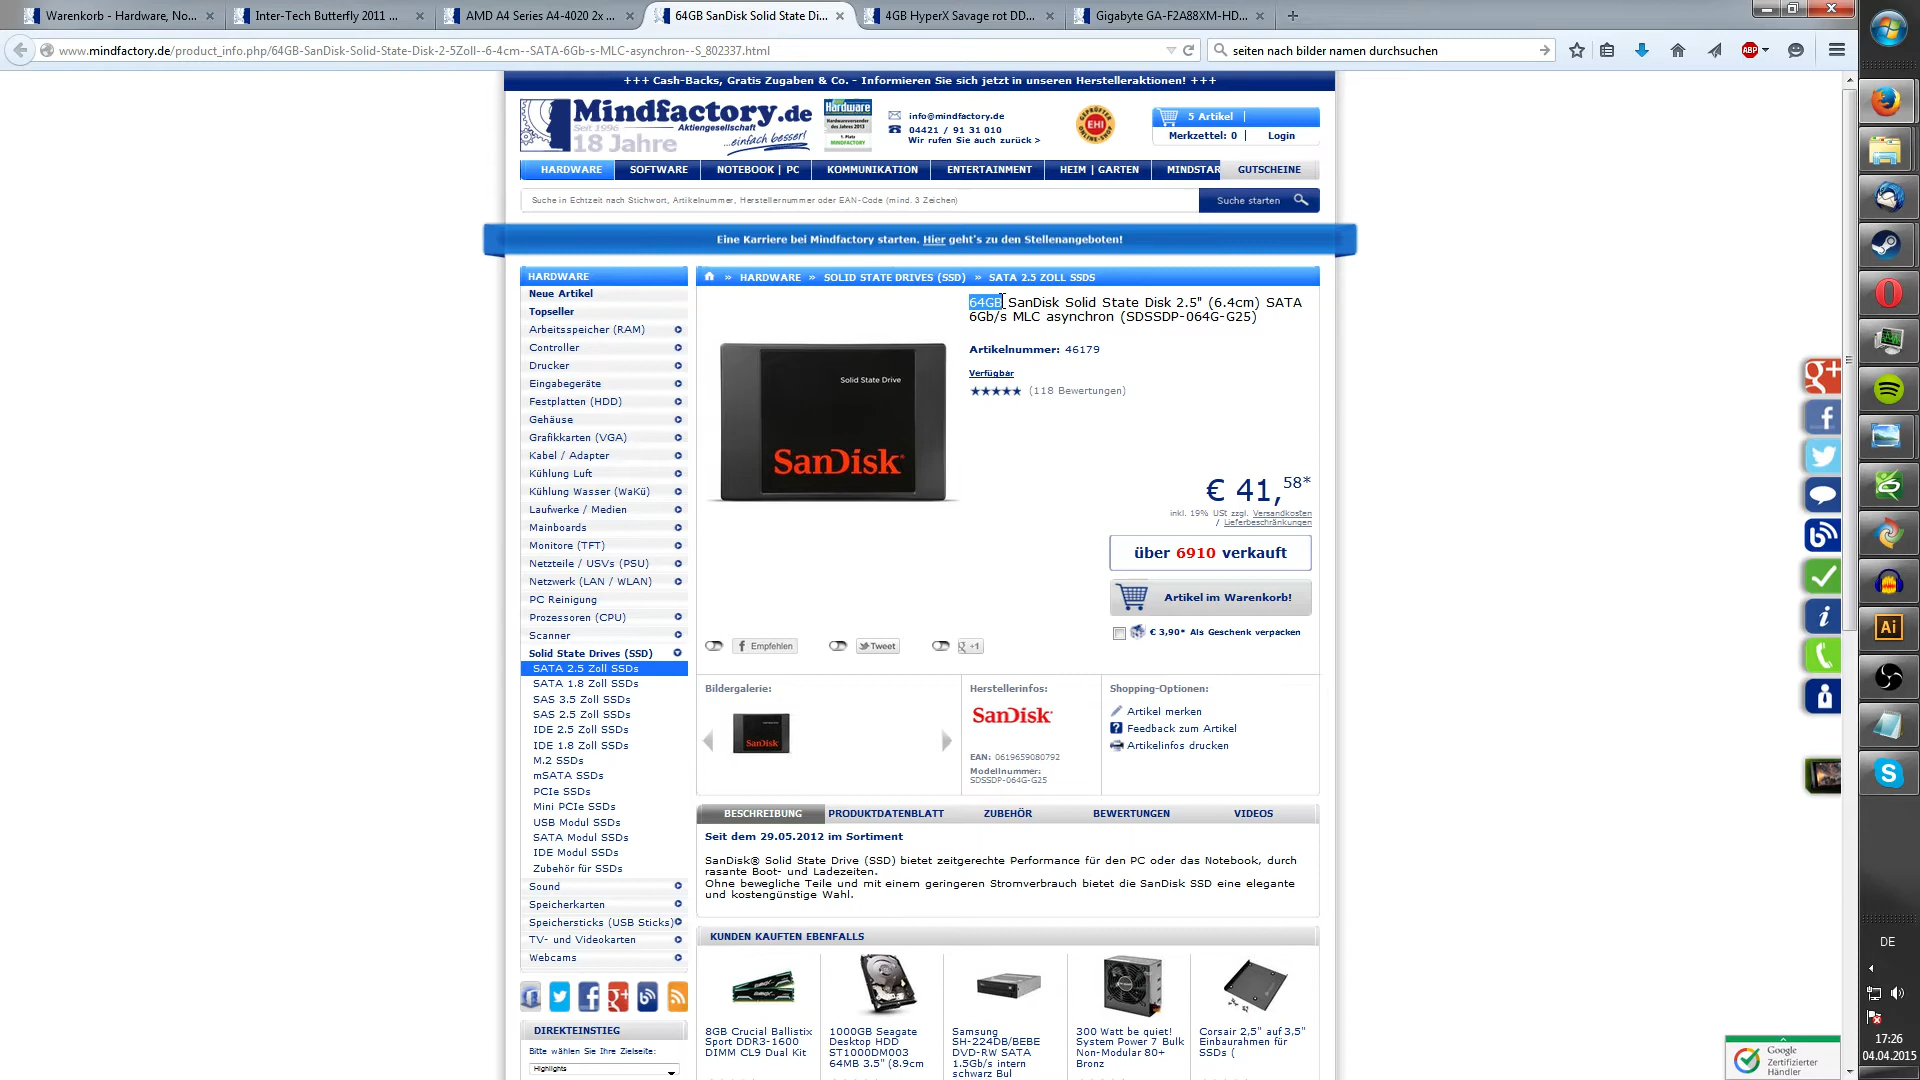 Warenkorb - Hardware, No...
Inter-Tech Butterfly 2011 ...
AMD A4 Series A4-4020 2x ...
64GB SanDisk Solid State Di...
4GB HyperX Savage rot DD...
Gigabyte GA-F2A88XM-HD...
www.mindfactory.de/product_info.php/64GB-SanDisk-Solid-State-Disk-2-5Zoll--6-4cm--SATA-6Gb-s-MLC-asynchron--S_802337.html
seiten nach bilder namen durchsuchen
ABP
+++ Cash-Backs, Gratis Zugaben & Co. - Informieren Sie sich jetzt in unseren Herstelleraktionen! +++
Mindfactory.de
Seit 1996
Aktiengesellschaft
18 Jahre
...einfach besser!
Hardware
1. Platz
MINDFACTORY
info@mindfactory.de
04421 / 91 31 010
Wir rufen Sie auch zurück >
EHI
5 Artikel
Merkzettel: 0
Login
HARDWARE
SOFTWARE
NOTEBOOK | PC
KOMMUNIKATION
ENTERTAINMENT
HEIM | GARTEN
MINDSTAR
GUTSCHEINE
Suche in Echtzeit nach Stichwort, Artikelnummer, Herstellernummer oder EAN-Code (mind. 3 Zeichen)
Suche starten
Eine Karriere bei Mindfactory starten. Hier geht's zu den Stellenangeboten!
HARDWARE
Neue Artikel
Topseller
Arbeitsspeicher (RAM)
Controller
Drucker
Eingabegeräte
Festplatten (HDD)
Gehäuse
Grafikkarten (VGA)
Kabel / Adapter
Kühlung Luft
Kühlung Wasser (WaKü)
Laufwerke / Medien
Mainboards
Monitore (TFT)
Netzteile / USVs (PSU)
Netzwerk (LAN / WLAN)
PC Reinigung
Prozessoren (CPU)
Scanner
Solid State Drives (SSD)
SATA 2.5 Zoll SSDs
SATA 1.8 Zoll SSDs
SAS 3.5 Zoll SSDs
SAS 2.5 Zoll SSDs
IDE 2.5 Zoll SSDs
IDE 1.8 Zoll SSDs
M.2 SSDs
mSATA SSDs
PCIe SSDs
Mini PCIe SSDs
USB Modul SSDs
SATA Modul SSDs
IDE Modul SSDs
Zubehör für SSDs
Sound
Speicherkarten
Speichersticks (USB Sticks)
TV- und Videokarten
Webcams
DIREKTEINSTIEG
Bitte wählen Sie Ihre Zielseite:
Highlights
» HARDWARE » SOLID STATE DRIVES (SSD) » SATA 2.5 ZOLL SSDS
64GB SanDisk Solid State Disk 2.5" (6.4cm) SATA
6Gb/s MLC asynchron (SDSSDP-064G-G25)
Artikelnummer: 46179
Verfügbar
(118 Bewertungen)
Solid State Drive
SanDisk
€ 41,58*
inkl. 19% USt zzgl. Versandkosten
/ Lieferbeschränkungen
über 6910 verkauft
Artikel im Warenkorb!
€ 3,90* Als Geschenk verpacken
Empfehlen
Tweet
+1
Bildergalerie:
SanDisk
Herstellerinfos:
SanDisk
EAN: 0619659080792
Modellnummer:
SDSSDP-064G-G25
Shopping-Optionen:
Artikel merken
Feedback zum Artikel
Artikelinfos drucken
BESCHREIBUNG
PRODUKTDATENBLATT
ZUBEHÖR
BEWERTUNGEN
VIDEOS
Seit dem 29.05.2012 im Sortiment
SanDisk® Solid State Drive (SSD) bietet zeitgerechte Performance für den PC oder das Notebook, durch
rasante Boot- und Ladezeiten.
Ohne bewegliche Teile und mit einem geringeren Stromverbrauch bietet die SanDisk SSD eine elegante
und kostengünstige Wahl.
KUNDEN KAUFTEN EBENFALLS
8GB Crucial Ballistix
Sport DDR3-1600
DIMM CL9 Dual Kit
1000GB Seagate
Desktop HDD
ST1000DM003
64MB 3.5" (8.9cm
Samsung
SH-224DB/BEBE
DVD-RW SATA
1.5Gb/s intern
schwarz Bul
300 Watt be quiet!
System Power 7 Bulk
Non-Modular 80+
Bronz
Corsair 2,5" auf 3,5"
Einbaurahmen für
SSDs (
Google
Zertifizierter
Händler
Ai
DE
17:26
04.04.2015